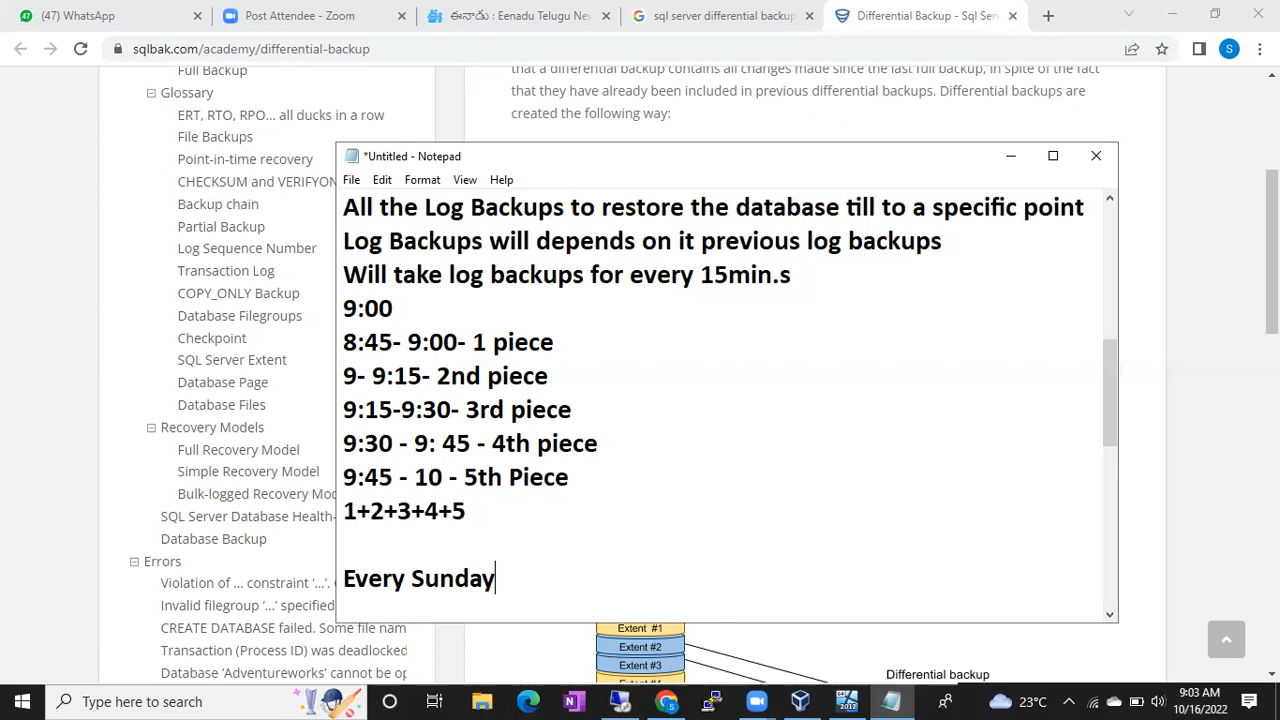 (47) WhatsApp
Post Attendee - Zoom
ఈనాడు : Eenadu Telugu Ne
sql server differential backup
Differential Backup - Sql Ser
sqlbak.com/academy/differential-backup
S
Full Backup
Glossary
ERT, RTO, RPO... all ducks in a row
File Backups
Point-in-time recovery
CHECKSUM and VERIFYON
Backup chain
Partial Backup
Log Sequence Number
Transaction Log
COPY_ONLY Backup
Database Filegroups
Checkpoint
SQL Server Extent
Database Page
Database Files
Recovery Models
Full Recovery Model
Simple Recovery Model
Bulk-logged Recovery Mod
SQL Server Database Health-
Database Backup
Errors
Violation of ... constraint ‘...’.
Invalid filegroup ‘...’ specified
CREATE DATABASE failed. Some file nam
Transaction (Process ID) was deadlocked
Database ‘Adventureworks’ cannot be op
that a differential backup contains all changes made since the last full backup, in spite of the fact
that they have already been included in previous differential backups. Differential backups are
created the following way:
*Untitled - Notepad
File Edit Format View Help
All the Log Backups to restore the database till to a specific point
Log Backups will depends on it previous log backups
Will take log backups for every 15min.s
9:00
8:45- 9:00- 1 piece
9- 9:15- 2nd piece
9:15-9:30- 3rd piece
9:30 - 9: 45 - 4th piece
9:45 - 10 - 5th Piece
1+2+3+4+5
Every Sunday
Extent #1
Extent #2
Extent #3
Differential backup
Type here to search
23°C
9:03 AM
10/16/2022